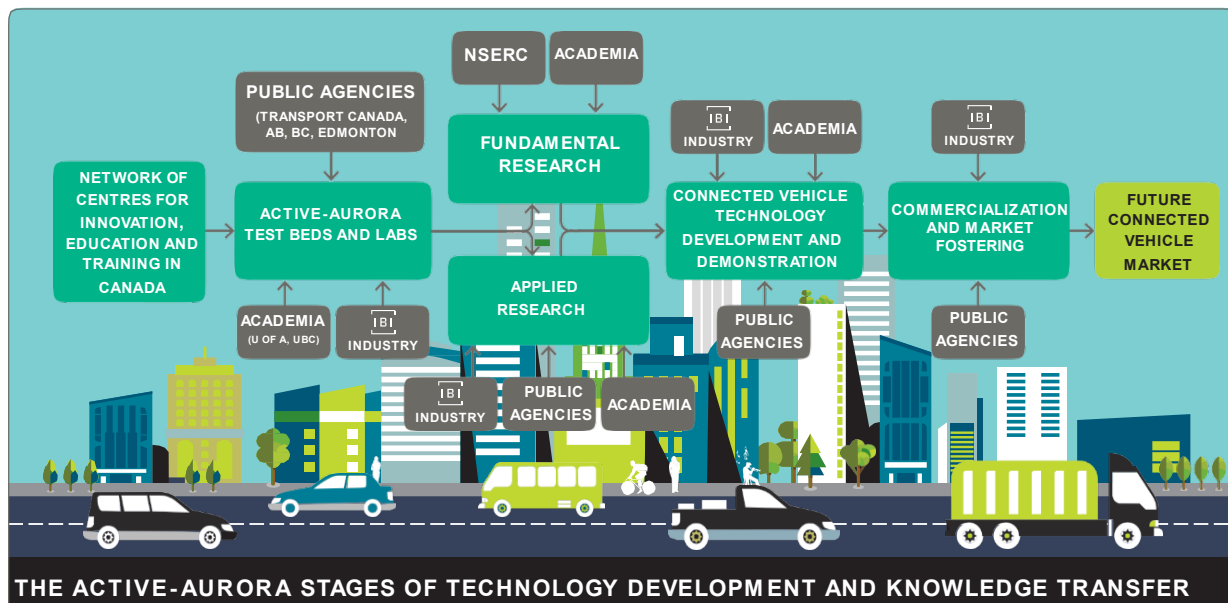 NSERC
ACADEMIA
PUBLIC AGENCIES
(TRANSPORT CANADA,
AB, BC, EDMONTON
FUNDAMENTAL
RESEARCH
IBI
INDUSTRY
ACADEMIA
IBI
INDUSTRY
NETWORK OF
CENTRES FOR
INNOVATION,
EDUCATION AND
TRAINING IN
CANADA
ACTIVE-AURORA
TEST BEDS AND LABS
CONNECTED VEHICLE
TECHNOLOGY
DEVELOPMENT AND
DEMONSTRATION
COMMERCIALIZATION
AND MARKET
FOSTERING
FUTURE
CONNECTED
VEHICLE
MARKET
APPLIED
RESEARCH
ACADEMIA
(U OF A, UBC)
IBI
INDUSTRY
PUBLIC
AGENCIES
PUBLIC
AGENCIES
IBI
INDUSTRY
PUBLIC
AGENCIES
ACADEMIA
THE ACTIVE-AURORA STAGES OF TECHNOLOGY DEVELOPMENT AND KNOWLEDGE TRANSFER